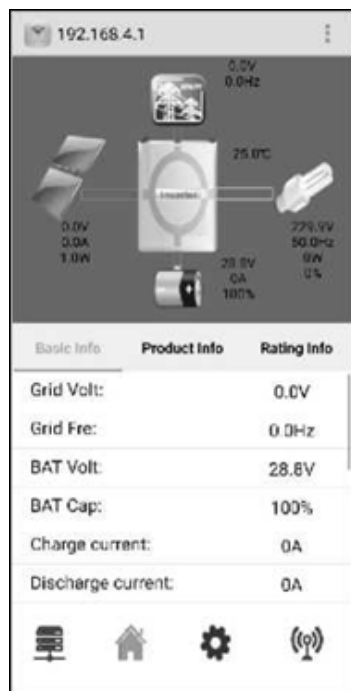 192.168.4.1
0.0V
0.0Hz
25.0℃
Inverter
0.0V
0.0A
1.0W
229.9V
50.0Hz
0W
0%
28.8V
0A
100%
Basic Info
Product Info
Rating Info
Grid Volt:
0.0V
Grid Fre:
0.0Hz
BAT Volt:
28.8V
BAT Cap:
100%
Charge current:
0A
Discharge current:
0A